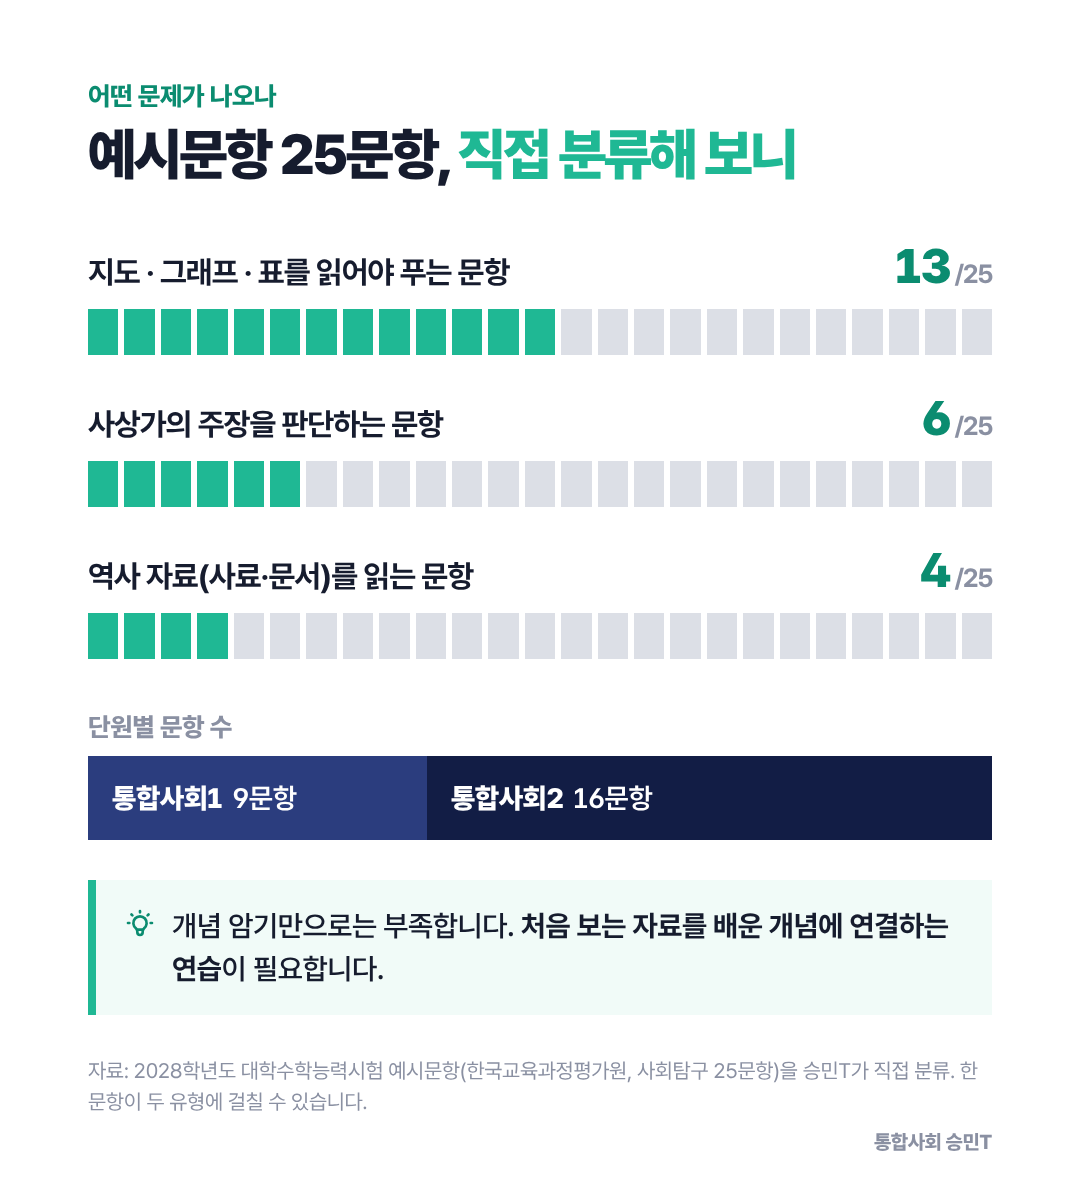 어떤 문제가 나오나
예시문항 25문항, 직접 분류해 보니
지도 · 그래프 · 표를 읽어야 푸는 문항
13 /25
사상가의 주장을 판단하는 문항
6 /25
역사 자료(사료·문서)를 읽는 문항
4 /25
단원별 문항 수
통합사회1 9문항
통합사회2 16문항
개념 암기만으로는 부족합니다. 처음 보는 자료를 배운 개념에 연결하는
연습이 필요합니다.
자료: 2028학년도 대학수학능력시험 예시문항(한국교육과정평가원, 사회탐구 25문항)을 승민T가 직접 분류. 한
문항이 두 유형에 걸칠 수 있습니다.
통합사회 승민T